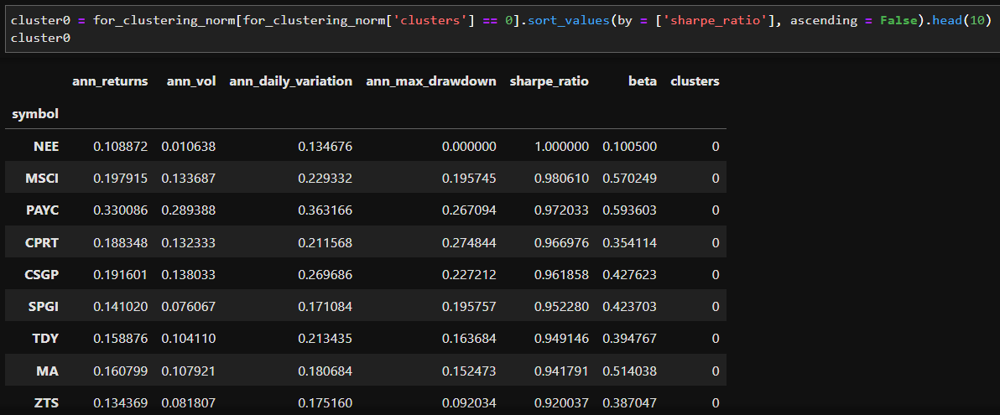 cluster0 = for_clustering_norm[for_clustering_norm['clusters'] == 0].sort_values(by = ['sharpe_ratio'], ascending = False).head(10)
cluster0
ann_returns ann_vol ann_daily_variation ann_max_drawdown sharpe_ratio beta clusters
symbol
NEE 0.108872 0.010638 0.134676 0.000000 1.000000 0.100500 0
MSCI 0.197915 0.133687 0.229332 0.195745 0.980610 0.570249 0
PAYC 0.330086 0.289388 0.363166 0.267094 0.972033 0.593603 0
CPRT 0.188348 0.132333 0.211568 0.274844 0.966976 0.354114 0
CSGP 0.191601 0.138033 0.269686 0.227212 0.961858 0.427623 0
SPGI 0.141020 0.076067 0.171084 0.195757 0.952280 0.423703 0
TDY 0.158876 0.104110 0.213435 0.163684 0.949146 0.394767 0
MA 0.160799 0.107921 0.180684 0.152473 0.941791 0.514038 0
ZTS 0.134369 0.081807 0.175160 0.092034 0.920037 0.387047 0